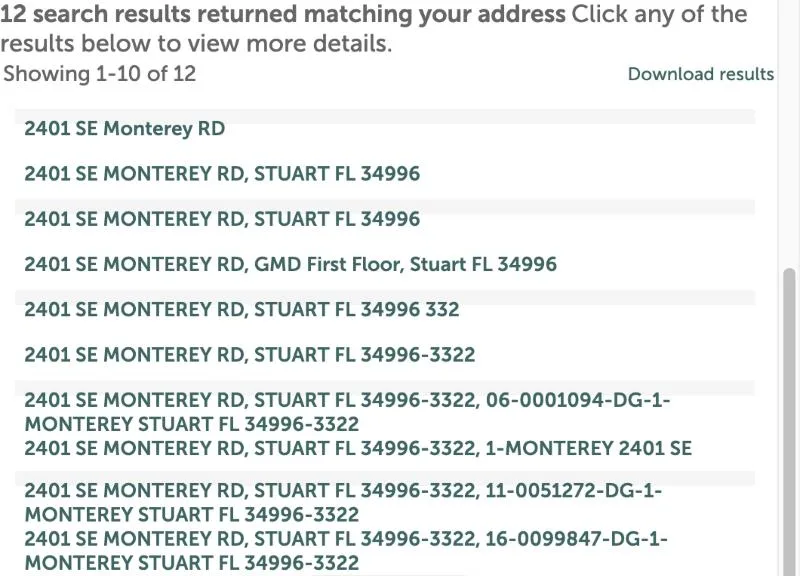 12 search results returned matching your address Click any of the
results below to view more details.
Showing 1-10 of 12
Download results
2401 SE Monterey RD
2401 SE MONTEREY RD, STUART FL 34996
2401 SE MONTEREY RD, STUART FL 34996
2401 SE MONTEREY RD, GMD First Floor, Stuart FL 34996
2401 SE MONTEREY RD, STUART FL 34996 332
2401 SE MONTEREY RD, STUART FL 34996-3322
2401 SE MONTEREY RD, STUART FL 34996-3322, 06-0001094-DG-1-
MONTEREY STUART FL 34996-3322
2401 SE MONTEREY RD, STUART FL 34996-3322, 1-MONTEREY 2401 SE
2401 SE MONTEREY RD, STUART FL 34996-3322, 11-0051272-DG-1-
MONTEREY STUART FL 34996-3322
2401 SE MONTEREY RD, STUART FL 34996-3322, 16-0099847-DG-1-
MONTEREY STUART FL 34996-3322